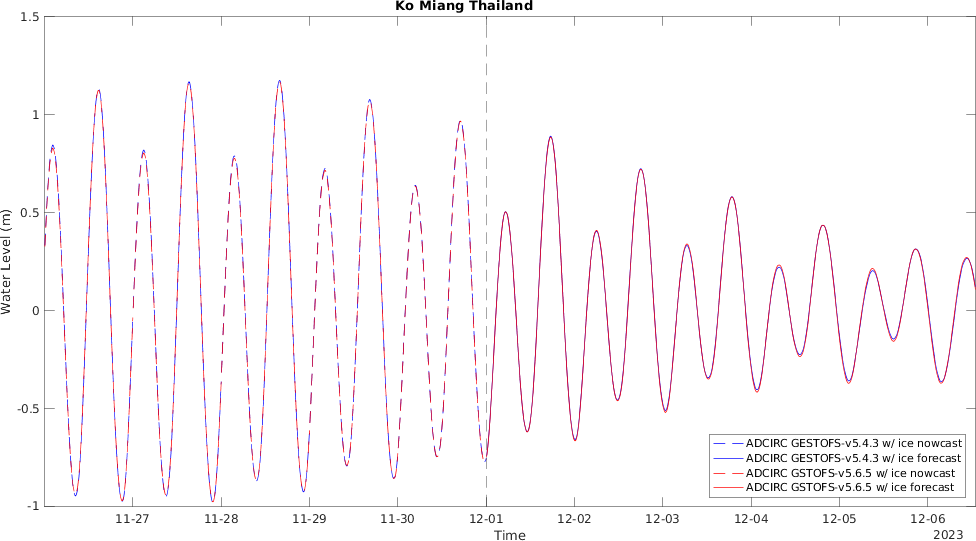 Ko Miang Thailand
1.5
1
0.5
0
-0.5
-1
Water Level (m)
11-27 11-28 11-29 11-30 12-01 12-02 12-03 12-04 12-05 12-06
Time
2023
ADCIRC GESTOFS-v5.4.3 w/ ice nowcast
ADCIRC GESTOFS-v5.4.3 w/ ice forecast
ADCIRC GSTOFS-v5.6.5 w/ ice nowcast
ADCIRC GSTOFS-v5.6.5 w/ ice forecast